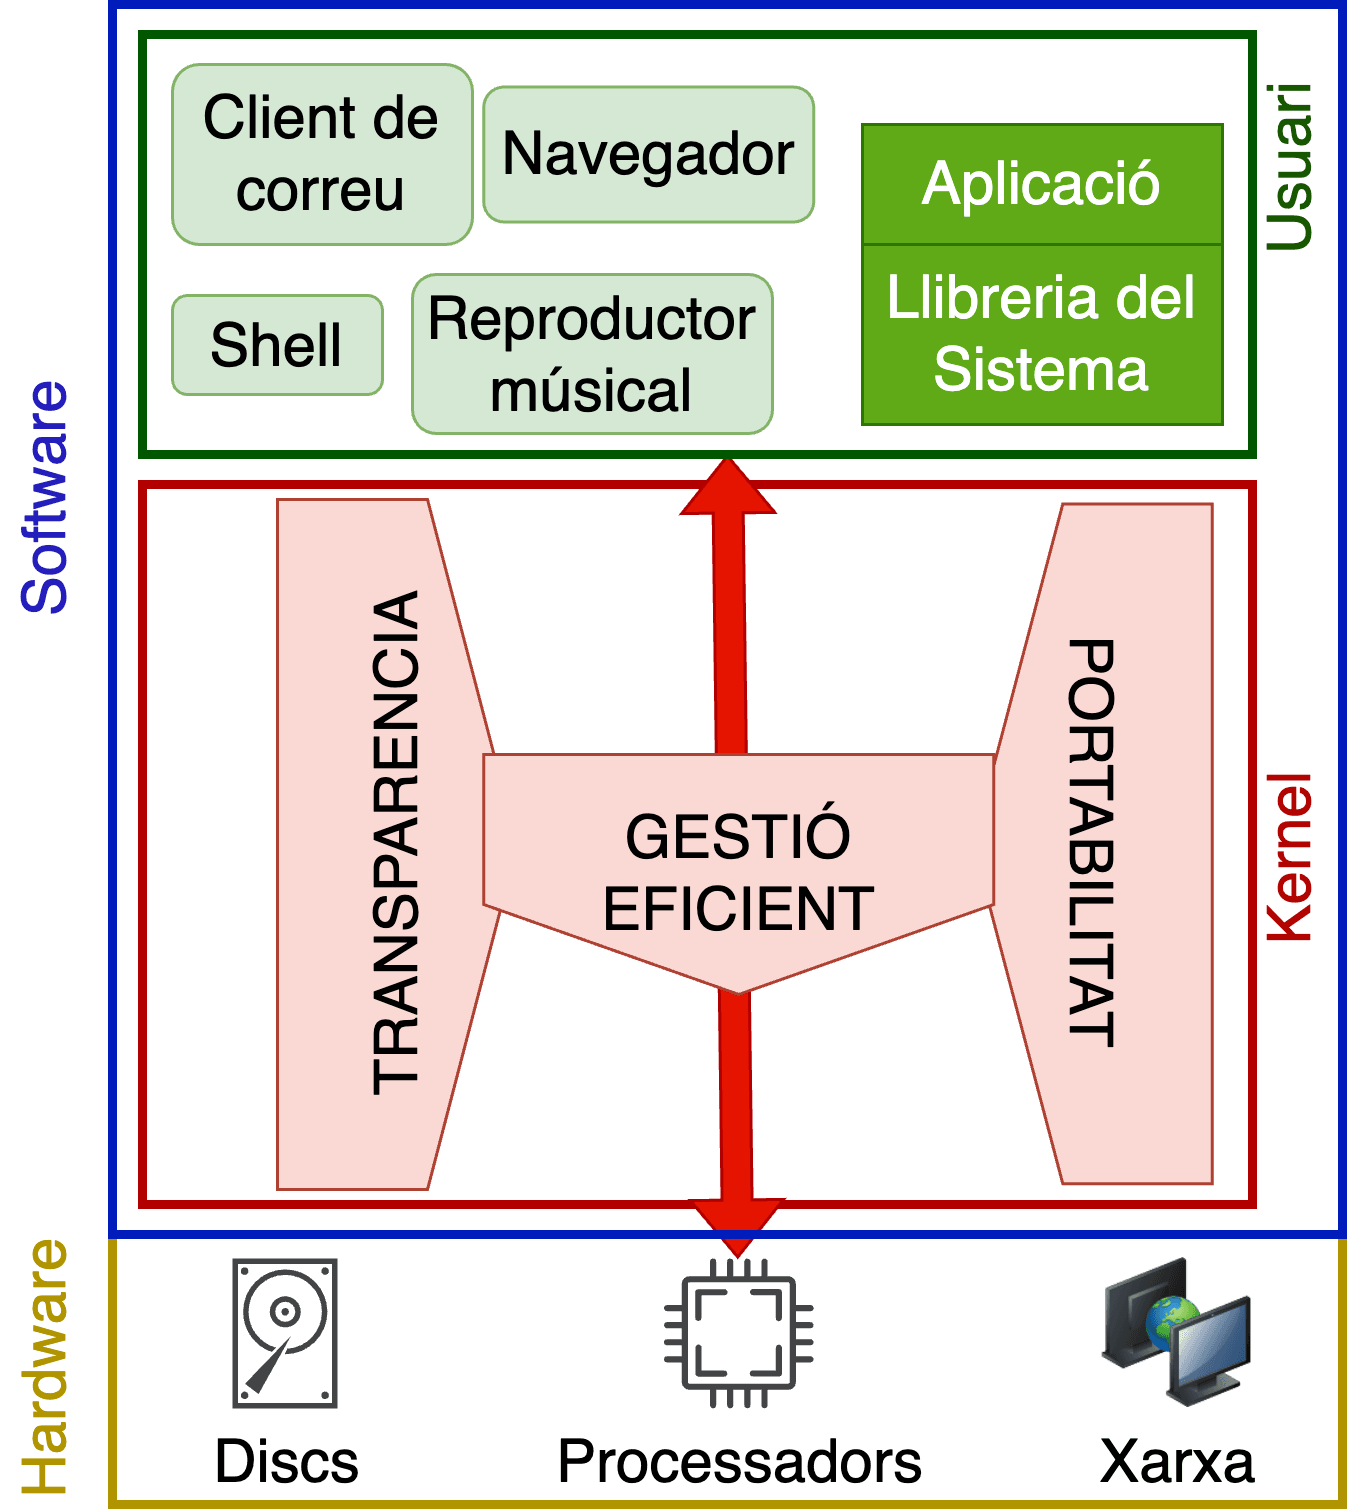 Client de
correu
Navegador
Aplicació
Llibreria del
Sistema
Shell
Reproductor
músical
Usuari
Software
TRANSPARENCIA
GESTIÓ
EFICIENT
PORTABILITAT
Kernel
Hardware
Discs
Processadors
Xarxa